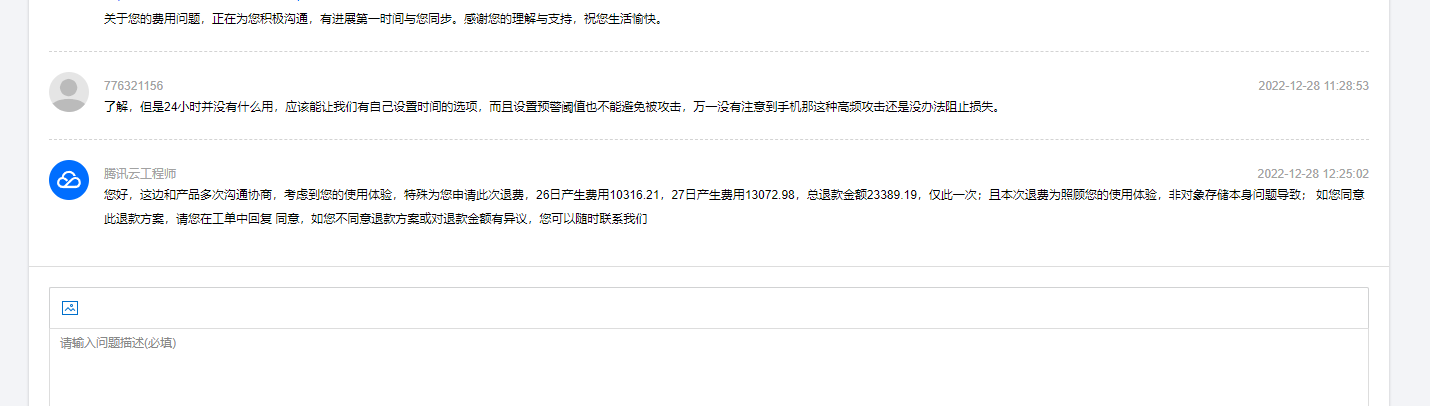 关于您的费用问题，正在为您积极沟通，有进展第一时间与您同步。感谢您的理解与支持，祝您生活愉快。
776321156
2022-12-28 11:28:53
了解，但是24小时并没有什么用，应该能让我们有自己设置时间的选项，而且设置预警阈值也不能避免被攻击，万一没有注意到手机那这种高频攻击还是没办法阻止损失。
腾讯云工程师
2022-12-28 12:25:02
您好，这边和产品多次沟通协商，考虑到您的使用体验，特殊为您申请此次退费，26日产生费用10316.21，27日产生费用13072.98，总退款金额23389.19，仅此一次；且本次退费为照顾您的使用体验，非对象存储本身问题导致； 如您同意
此退款方案，请您在工单中回复 同意，如您不同意退款方案或对退款金额有异议，您可以随时联系我们
请输入问题描述(必填)